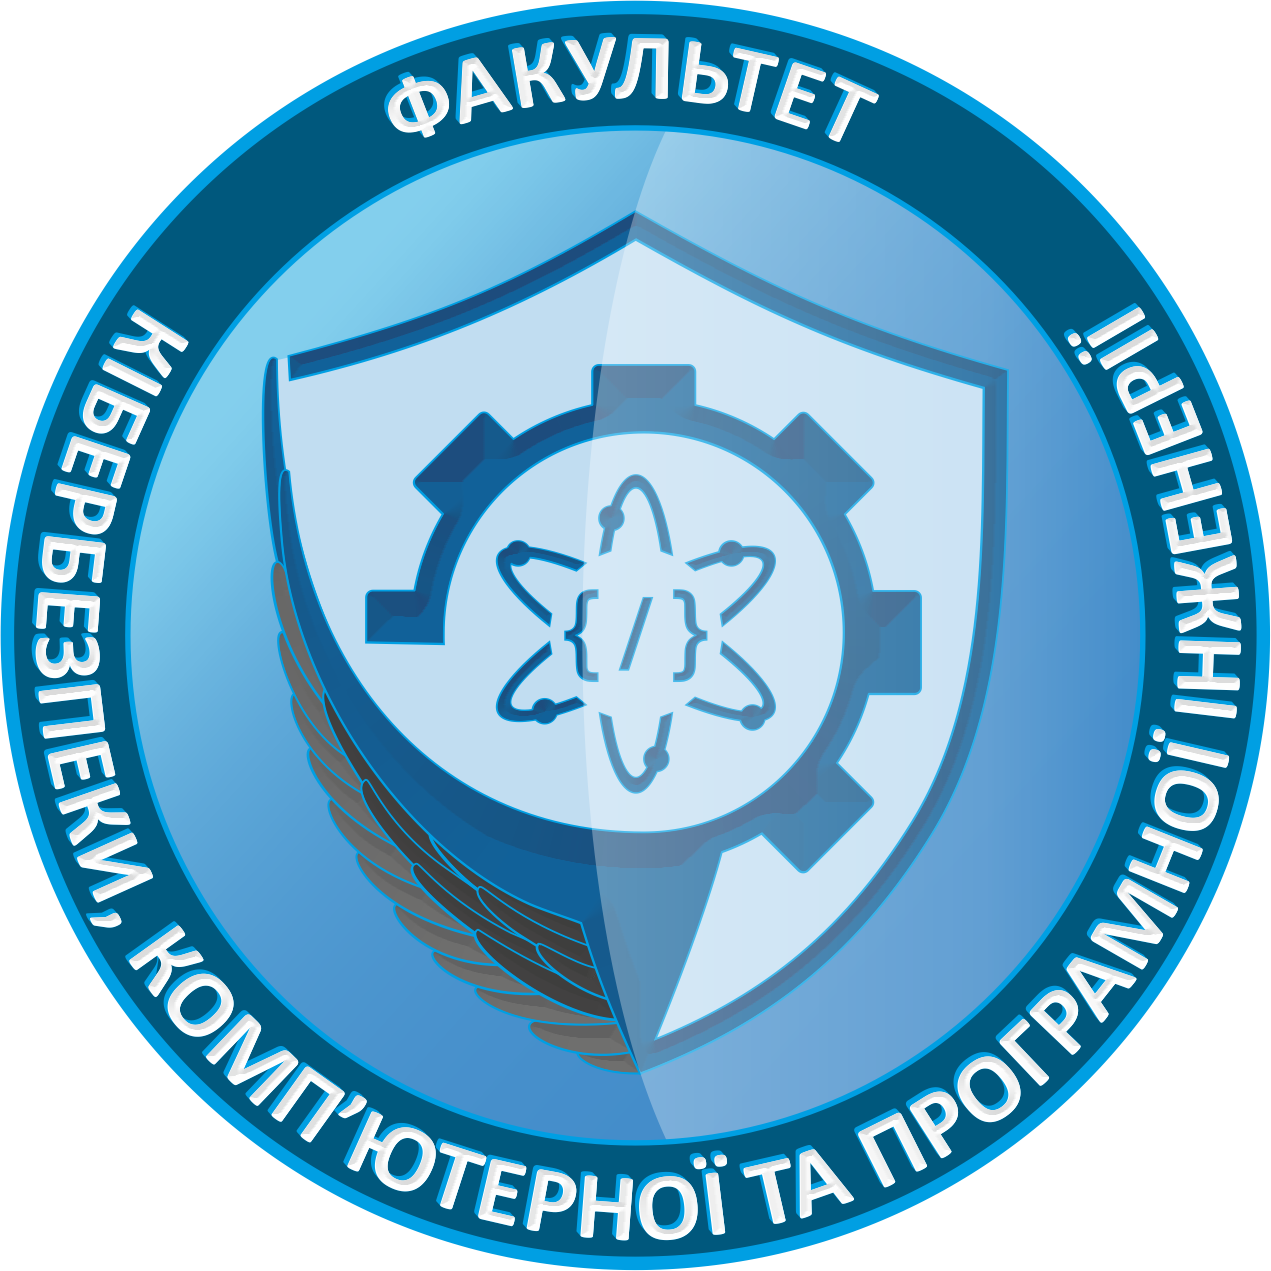 ФАКУЛЬТЕТ
КІБЕРБЕЗПЕКИ, КОМП’ЮТЕРНОЇ ТА ПРОГРАМНОЇ ІНЖЕНЕРІЇ
{/}